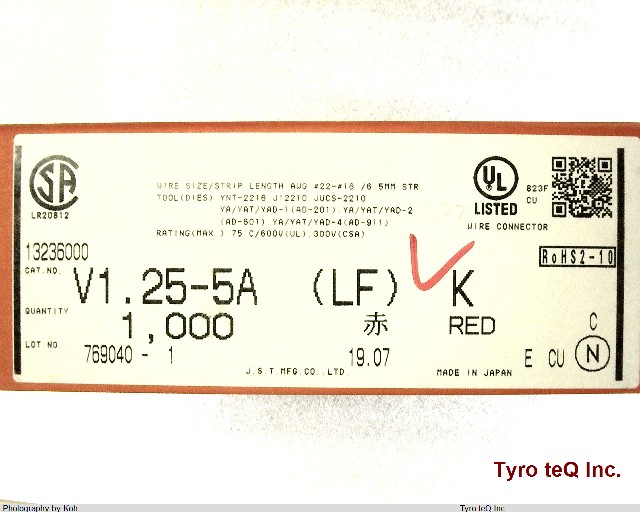 WIRE SIZE/STRIP LENGTH AWG #22-#16 /6.5MM STR
TOOL(DIES) YNT-2216 J12210 JUCS-2210
YA/YAT/YAD-1(AD-201) YA/YAT/YAD-2
(AD-601) YA/YAT/YAD-4(AD-911)
RATING(MAX) 75 C/600V(UL),300V(CSA)
SA
LR20812
UL
LISTED
823F
CU
WIRE CONNECTOR
13236000
RoHS2-10
CAT.NO. V1.25-5A (LF) K
QUANTITY 1,000 赤 RED
LOT NO 769040 - 1 19.07
C
E CU N
J.S.T.MFG.CO.,LTD. MADE IN JAPAN
Tyro teQ Inc.
Photography by Koh Tyro teQ Inc